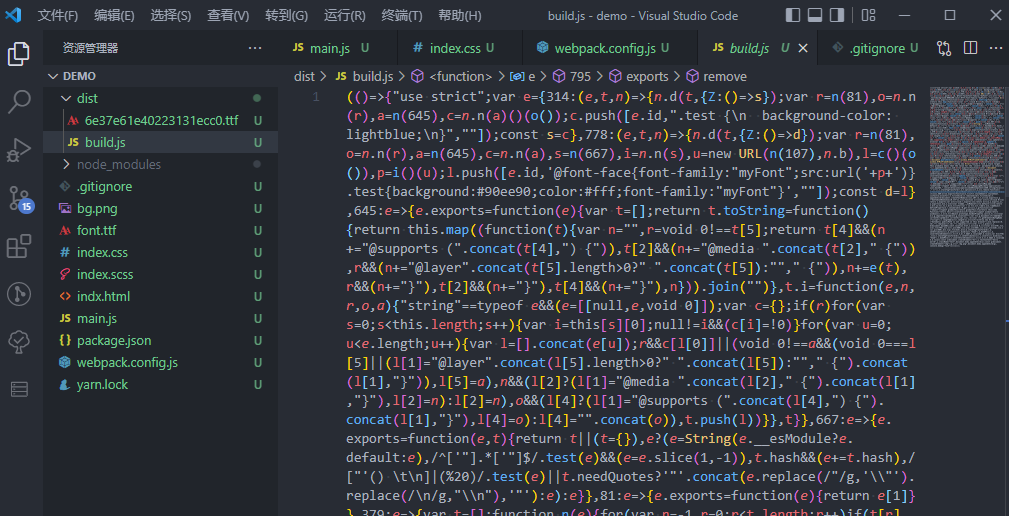 文件(F) 编辑(E) 选择(S) 查看(V) 转到(G) 运行(R) 终端(T) 帮助(H) build.js - demo - Visual Studio Code
资源管理器 ···
main.js U index.css U webpack.config.js U build.js U .gitignore U ···
DEMO
dist
6e37e61e40223131ecc0.ttf U
JS build.js U
node_modules
.gitignore U
bg.png U
font.ttf U
index.css U
index.scss U
indx.html U
JS main.js U
package.json U
webpack.config.js U
yarn.lock U
15
dist > JS build.js > <function> > e > 795 > exports > remove
1 (()=>{"use strict";var e={314:(e,t,n)=>{n.d(t,{Z:()=>s});var r=n(81),o=n.n
(r),a=n(645),c=n.n(a)()(o());c.push([e.id,".test {\n  background-color:
lightblue;\n}",""]);const s=c},778:(e,t,n)=>{n.d(t,{Z:()=>d});var r=n(81),
o=n.n(r),a=n(645),c=n.n(a),s=n(667),i=n.n(s),u=new URL(n(107),n.b),l=c()(o
()),p=i()(u);l.push([e.id,'@font-face{font-family:"myFont";src:url('+p+')}
.test{background:#90ee90;color:#fff;font-family:"myFont"}',""]);const d=l}
,645:e=>{e.exports=function(e){var t=[];return t.toString=function()
{return this.map((function(t){var n="",r=void 0!==t[5];return t[4]&&(n
+="@supports (".concat(t[4],") {")),t[2]&&(n+="@media ".concat(t[2]," {"))
,r&&(n+="@layer".concat(t[5].length>0?" ".concat(t[5]):""," {")),n+=e(t),
r&&(n+="}"),t[2]&&(n+="}"),t[4]&&(n+="}"),n})).join("")},t.i=function(e,n,
r,o,a){"string"==typeof e&&(e=[[null,e,void 0]]);var c={};if(r)for(var
s=0;s<this.length;s++){var i=this[s][0];null!=i&&(c[i]=!0)}for(var u=0;
u<e.length;u++){var l=[].concat(e[u]);r&&c[l[0]]||(void 0!==a&&(void 0===l
[5]||(l[1]="@layer".concat(l[5].length>0?" ".concat(l[5]):""," {").concat
(l[1],"}")),l[5]=a),n&&(l[2]?(l[1]="@media ".concat(l[2]," {").concat(l[1]
,"}"),l[2]=n):l[2]=n),o&&(l[4]?(l[1]="@supports (".concat(l[4],") {").
concat(l[1],"}"),l[4]=o):l[4]="".concat(o)),t.push(l))}},t}},667:e=>{e.
exports=function(e,t){return t||(t={}),e?(e=String(e.__esModule?e.
default:e),/^['"].*['"]$/.test(e)&&(e=e.slice(1,-1)),t.hash&&(e+=t.hash),/
["'() \t\n]|(%20)/.test(e)||t.needQuotes?'"'.concat(e.replace(/"/g,'\\"').
replace(/\n/g,"\\n"),'"'):e):e}},81:e=>{e.exports=function(e){return e[1]}
},379:e=>{var t=[];function n(e){for(var n=-1,r=0;r<t.length;r++)if(t[r]